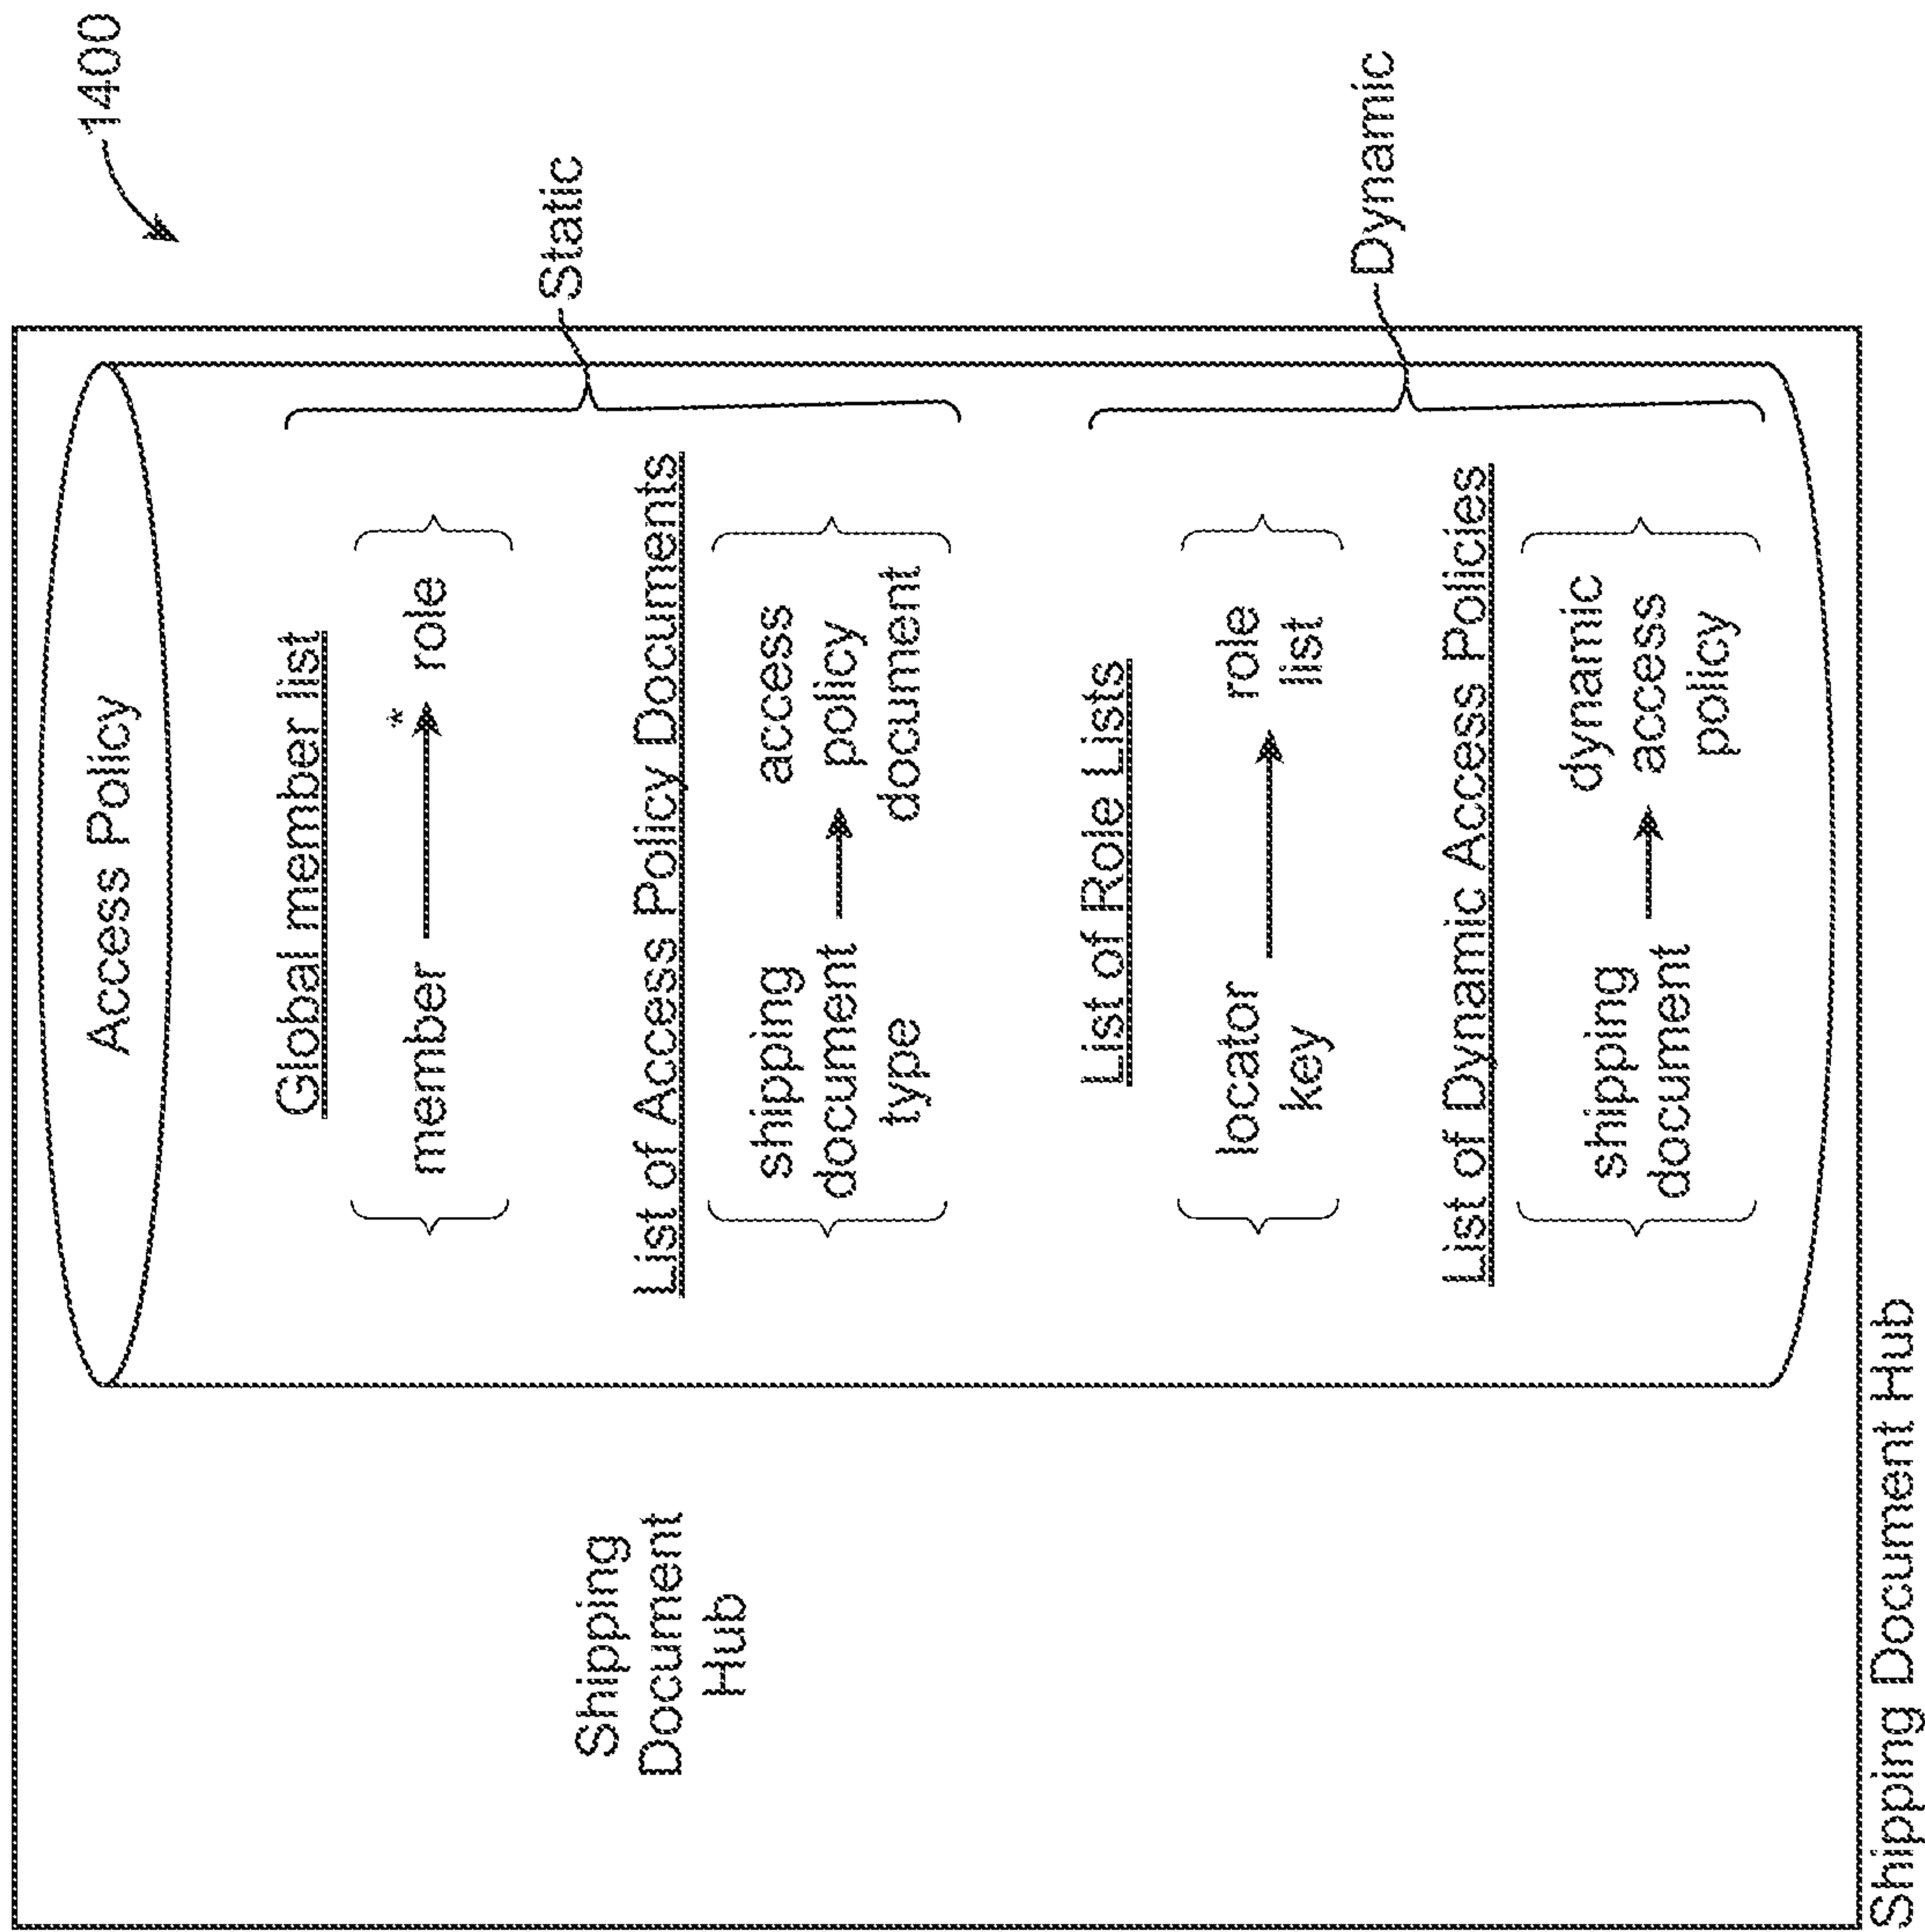 1400
Access Policy
Global member list
member * role
Static
List of Access Policy Documents
shipping access
document policy
type document
Shipping
Document
Hub
List of Role Lists
locator role
key list
Dynamic
List of Dynamic Access Policies
dynamic
shipping access
document policy
Shipping Document Hub